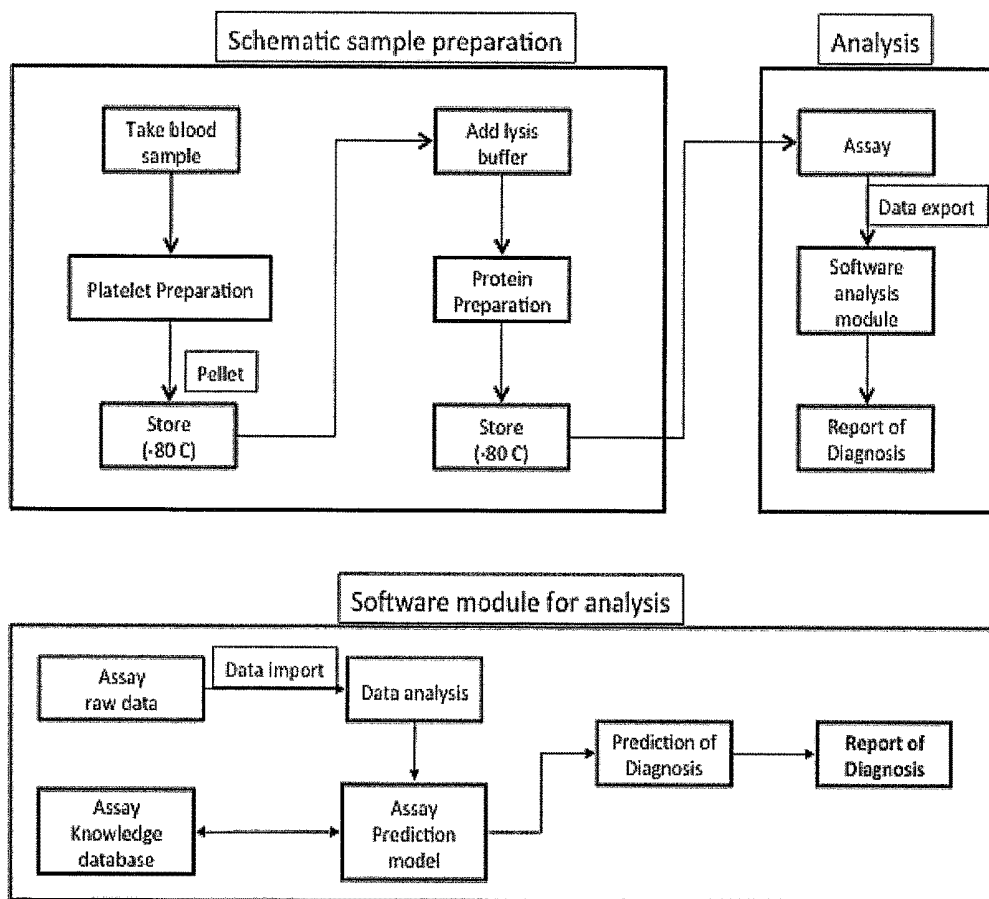 Schematic sample preparation
Take blood
sample
Platelet Preparation
Pellet
Store
(-80 C)
Add lysis
buffer
Protein
Preparation
Store
(-80 C)
Analysis
Assay
Data export
Software
analysis
module
Report of
Diagnosis
Software module for analysis
Assay
raw data
Data import
Data analysis
Assay
Knowledge
database
Assay
Prediction
model
Prediction of
Diagnosis
Report of
Diagnosis